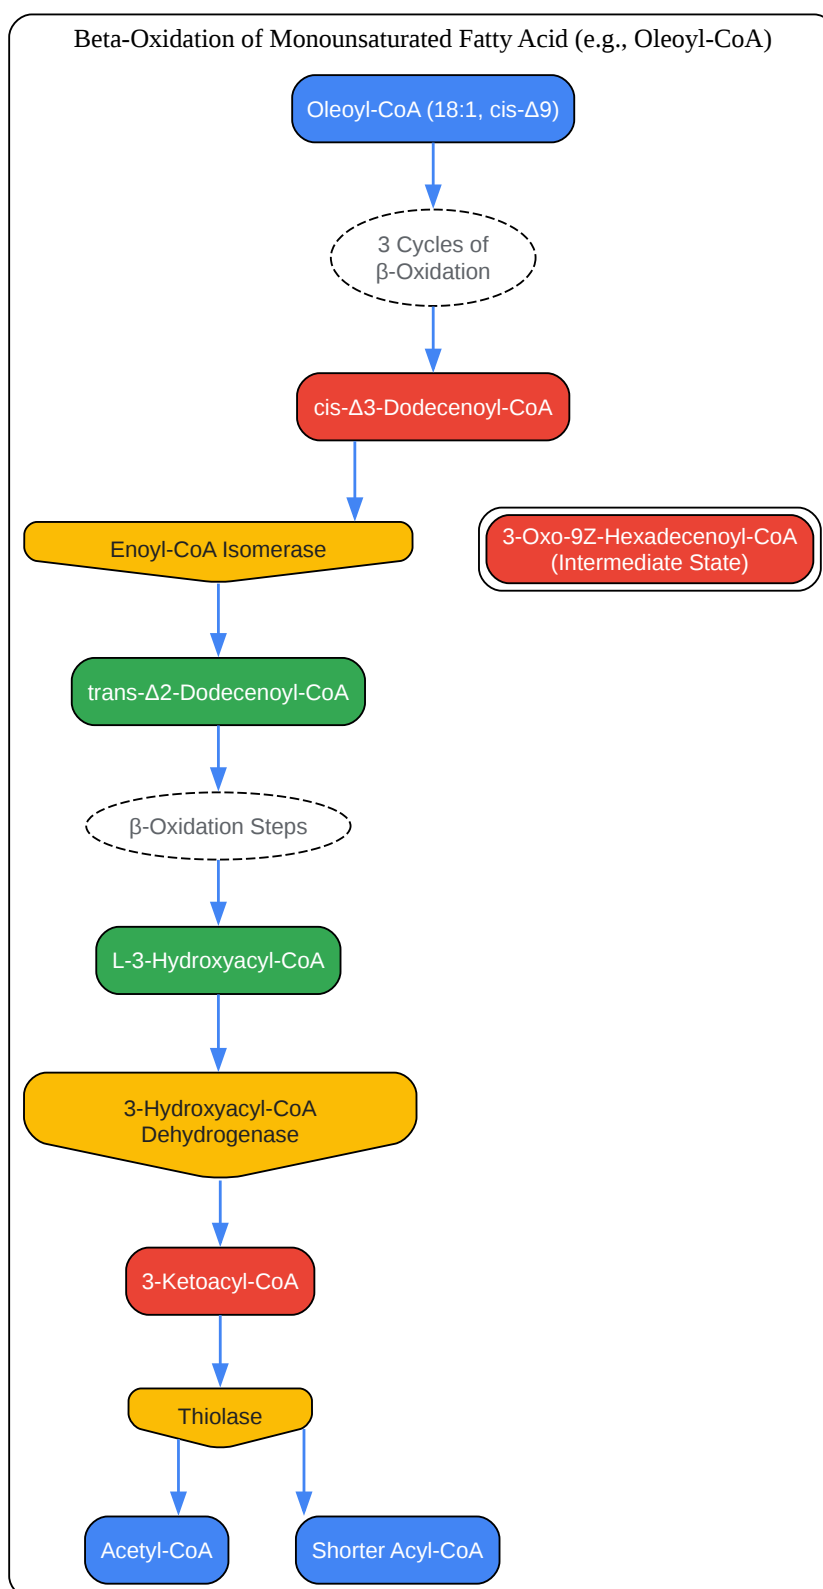 Beta-Oxidation of Monounsaturated Fatty Acid (e.g., Oleoyl-CoA)
Oleoyl-CoA (18:1, cis-Δ9)
3 Cycles of
β-Oxidation
cis-Δ3-Dodecenoyl-CoA
Enoyl-CoA Isomerase
3-Oxo-9Z-Hexadecenoyl-CoA
(Intermediate State)
trans-Δ2-Dodecenoyl-CoA
β-Oxidation Steps
L-3-Hydroxyacyl-CoA
3-Hydroxyacyl-CoA
Dehydrogenase
3-Ketoacyl-CoA
Thiolase
Acetyl-CoA
Shorter Acyl-CoA